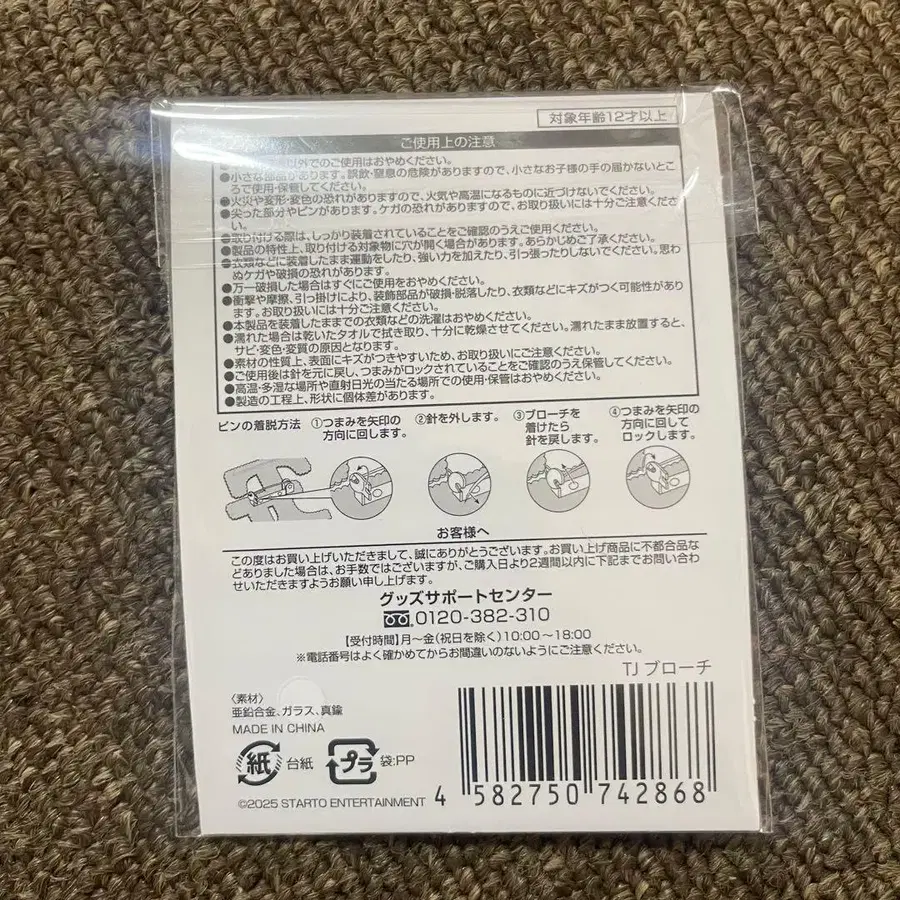 対象年齢12才以上
ご使用上の注意
以外でのご使用はおやめください。
●小さな部品があります。誤飲・窒息の危険がありますので、小さなお子様の手の届かないとこ
ろで使用・保管してください。
●火災や変形・変色の恐れがありますので、火気や高温になるものに近づけないでください。
●尖った部分やピンがあります。ケガの恐れがありますので、お取り扱いには十分ご注意くださ
い。
●取り付ける際は、しっかり装着されていることをご確認のうえご使用ください。
●製品の特性上、取り付ける対象物に穴が開く場合があります。あらかじめご了承ください。
●衣類などに装着したまま運動をしたり、強い力を加えたり、引っ張ったりしないでください。思わ
ぬケガや破損の恐れがあります。
●万一破損した場合はすぐにご使用をおやめください。
●衝撃や摩擦、引っ掛けにより、装飾部品が破損・脱落したり、衣類などにキズがつく可能性があり
ます。お取り扱いには十分ご注意ください。
●本製品を装着したままでの衣類などの洗濯はおやめください。
●濡れた場合は乾いたタオルで拭き取り、十分に乾燥させてください。濡れたまま放置すると、
サビ・変色・変質の原因となります。
●素材の性質上、表面にキズがつきやすいため、お取り扱いにご注意ください。
●ご使用後は針を元に戻し、つまみがロックされていることをご確認のうえ保管してください。
●高温・多湿な場所や直射日光の当たる場所での使用・保管はおやめください。
●製造の工程上、形状に個体差があります。
ピンの着脱方法
①つまみを矢印の
方向に回します。
②針を外します。
③ブローチを
着けたら
針を戻します。
④つまみを矢印の
方向に回して
ロックします。
お客様へ
この度はお買い上げいただきまして、誠にありがとうございます。お買い上げ商品に不都合な
どありました場合は、お手数ではございますが、ご購入日より2週間以内に下記までお問い合わ
せいただきますようお願い申し上げます。
グッズサポートセンター
0120-382-310
【受付時間】月～金(祝日を除く)10:00～18:00
※電話番号はよく確かめてからお間違いのないようにご注意ください。
TJ ブローチ
〈素材〉
亜鉛合金、ガラス、真鍮
MADE IN CHINA
紙 台紙 プラ 袋:PP
©2025 STARTO ENTERTAINMENT
4 582750 742868